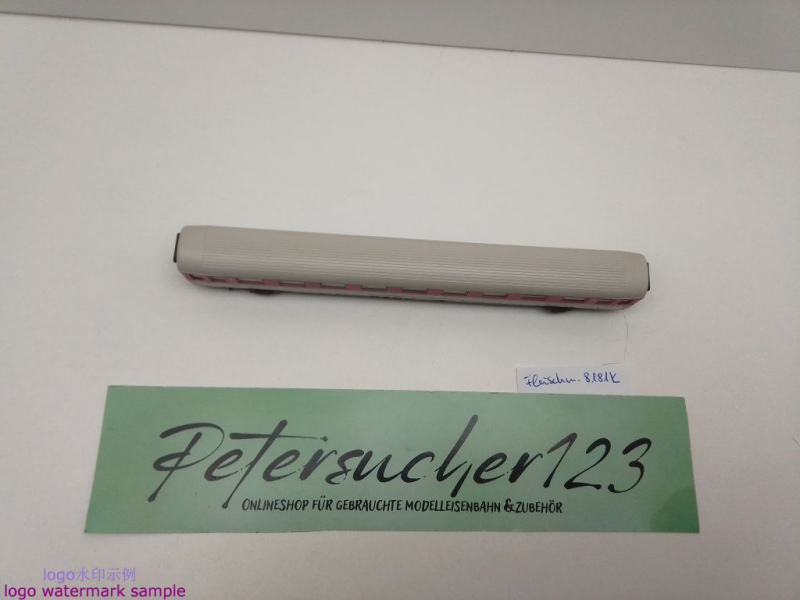 Fleischm. 8181K
Petersucher123
ONLINESHOP FÜR GEBRAUCHTE MODELLEISENBAHN & ZUBEHÖR
logo水印示例
logo watermark sample